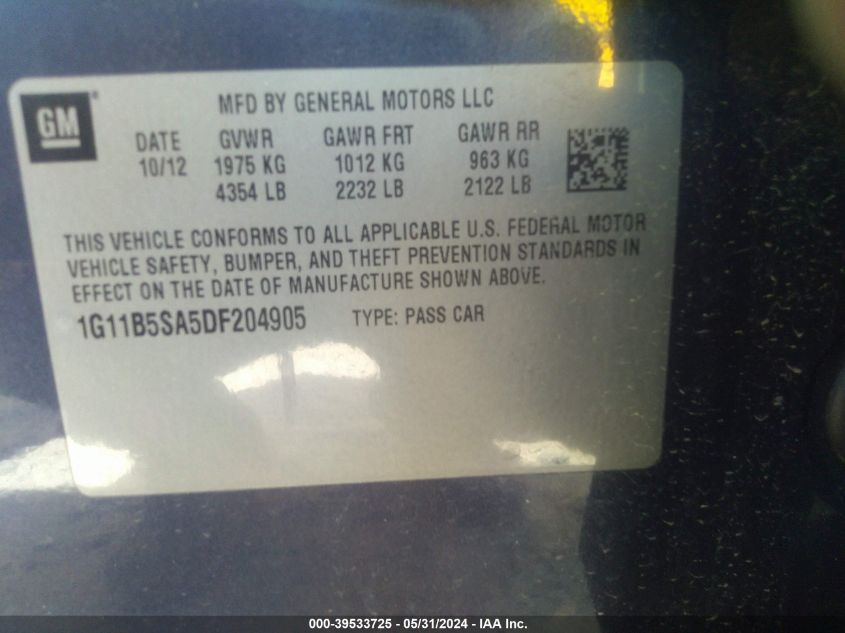 GM
MFD BY GENERAL MOTORS LLC
DATE GVWR GAWR FRT GAWR RR
10/12 1975 KG 1012 KG 963 KG
4354 LB 2232 LB 2122 LB
THIS VEHICLE CONFORMS TO ALL APPLICABLE U.S. FEDERAL MOTOR
VEHICLE SAFETY, BUMPER, AND THEFT PREVENTION STANDARDS IN
EFFECT ON THE DATE OF MANUFACTURE SHOWN ABOVE.
1G11B5SA5DF204905 TYPE: PASS CAR
000-39533725 - 05/31/2024 - IAA Inc.